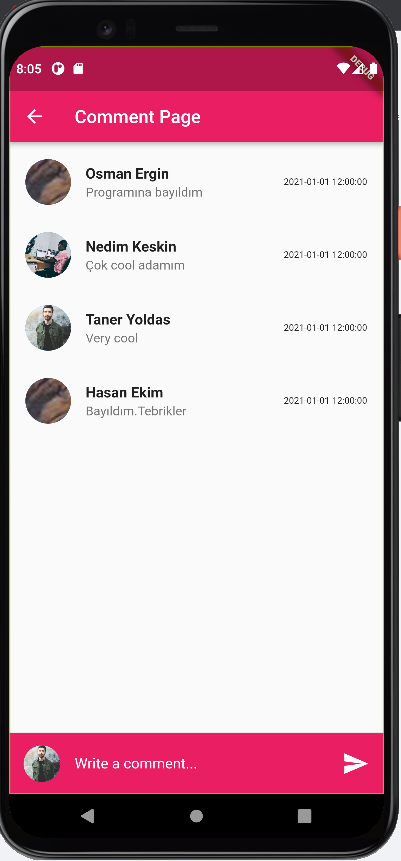 8:05
DEBUG
Comment Page
Osman Ergin
Programına bayıldım
2021-01-01 12:00:00
Nedim Keskin
Çok cool adamım
2021-01-01 12:00:00
Taner Yoldas
Very cool
2021-01-01 12:00:00
Hasan Ekim
Bayıldım.Tebrikler
2021-01-01 12:00:00
Write a comment...